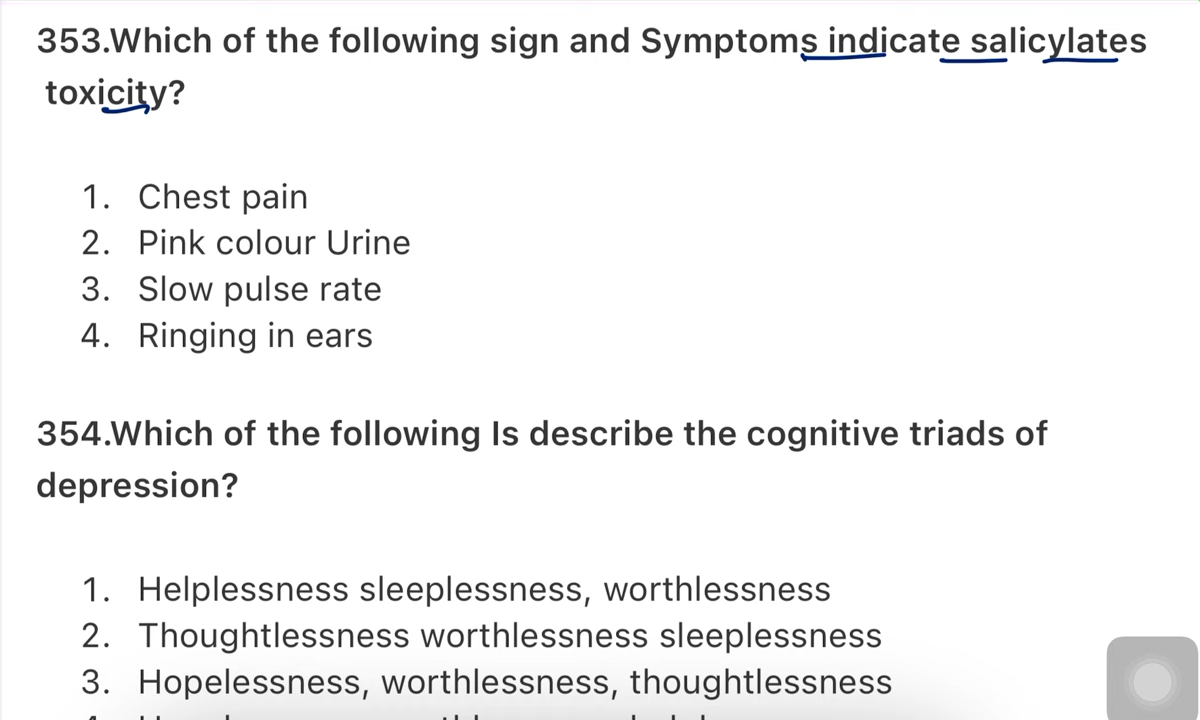 353.Which of the following sign and Symptoms indicate salicylates
toxicity?
1. Chest pain
2. Pink colour Urine
3. Slow pulse rate
4. Ringing in ears
354.Which of the following Is describe the cognitive triads of
depression?
1. Helplessness sleeplessness, worthlessness
2. Thoughtlessness worthlessness sleeplessness
3. Hopelessness, worthlessness, thoughtlessness